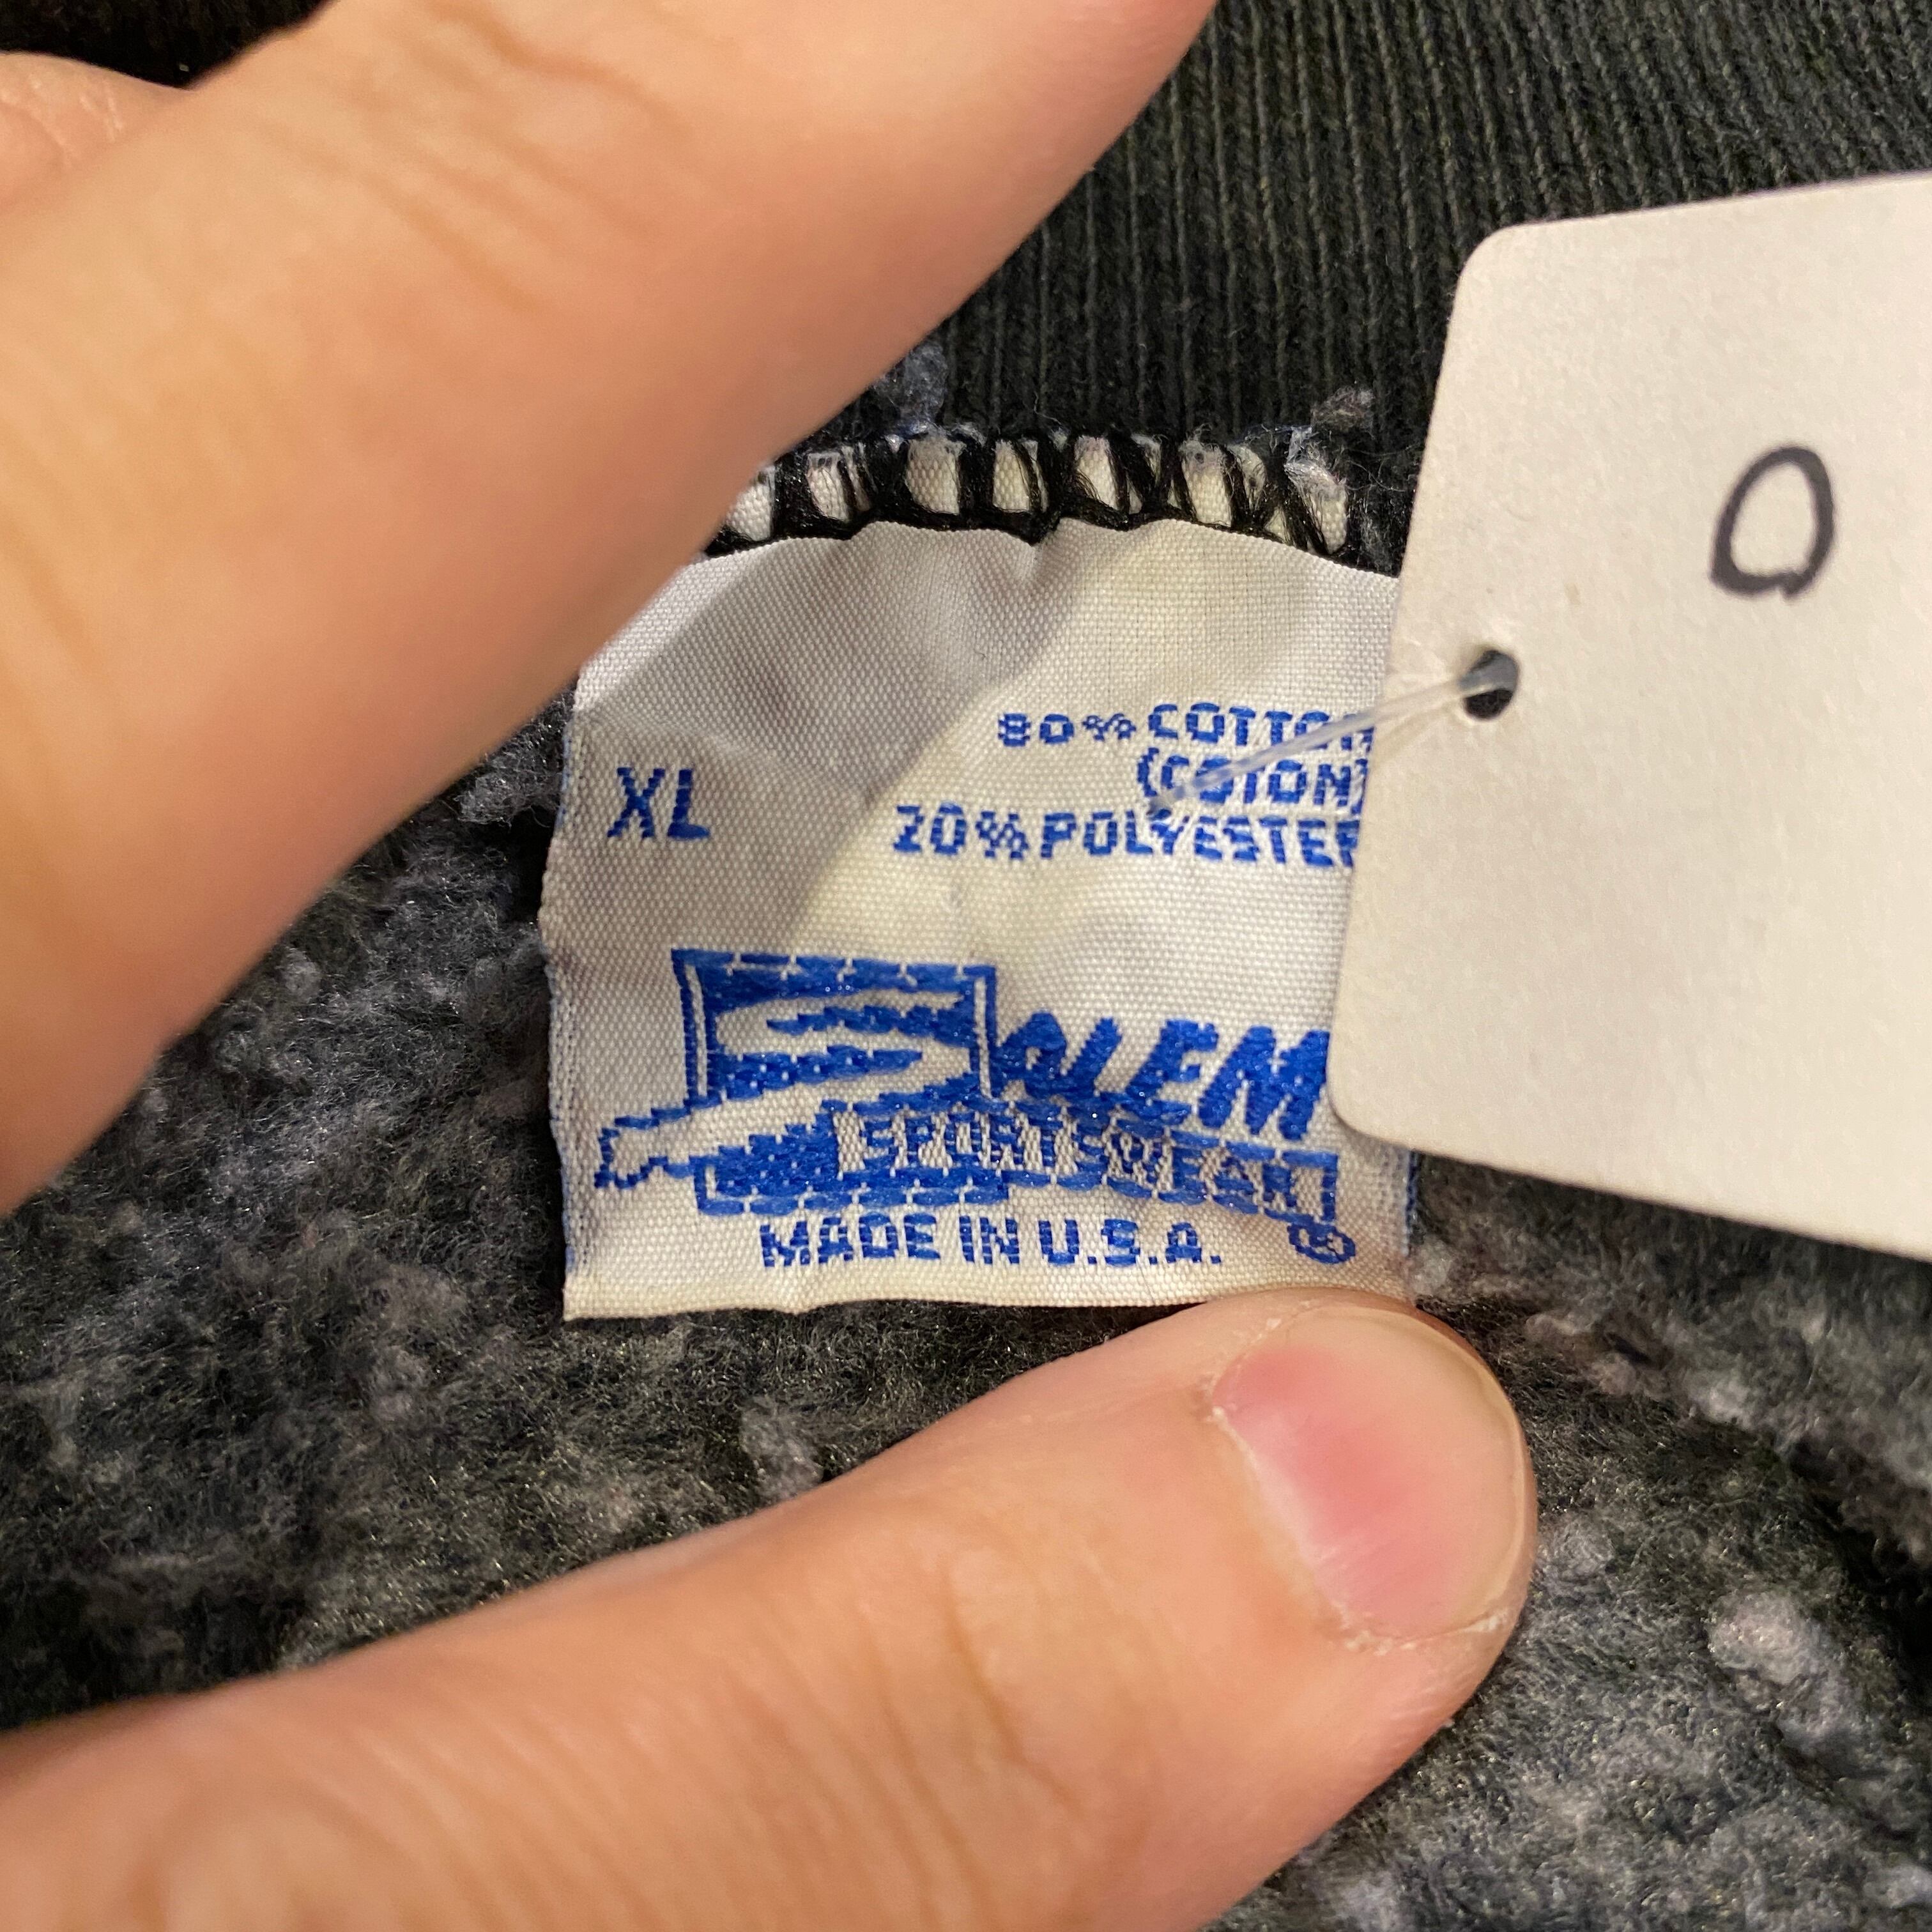 XL
80% COTTON
(COTON)
20% POLYESTER
SALEM
SPORTSWEAR
MADE IN U.S.A. ®
O